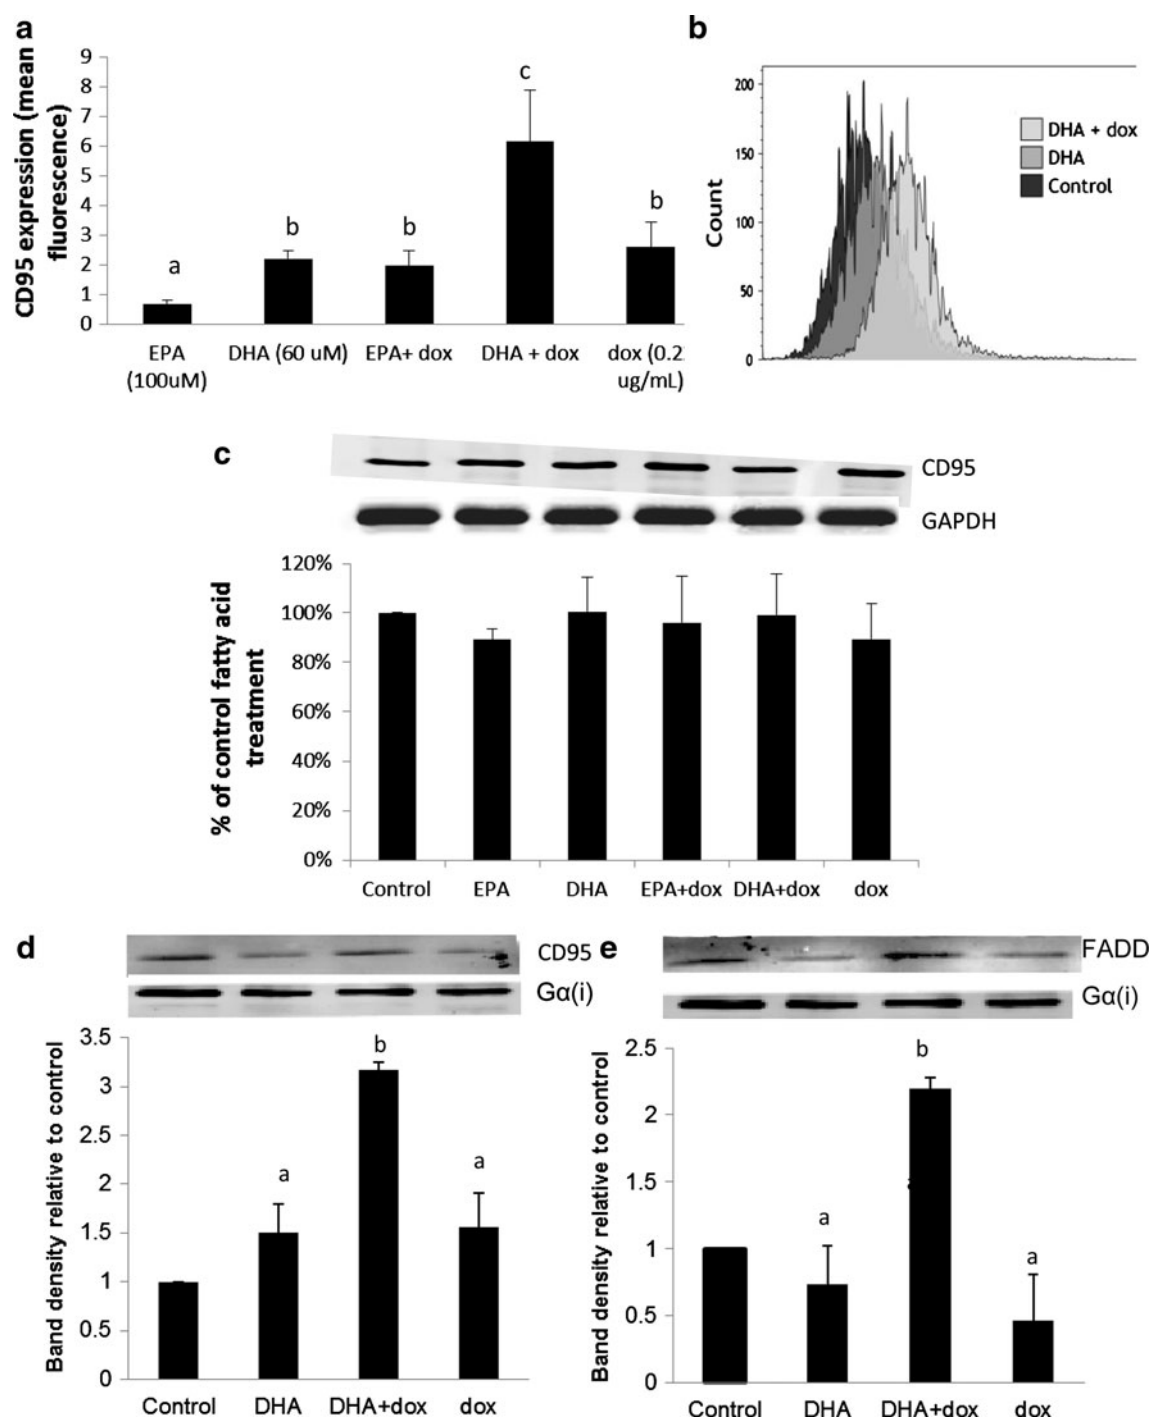 a
CD95 expression (mean
fluorescence)
9
8
7
6
5
4
3
2
1
0
a
b
b
c
b
EPA
(100uM)
DHA (60 uM)
EPA+ dox
DHA + dox
dox (0.2
ug/mL)
b
Count
200
150
100
50
0
DHA + dox
DHA
Control
c
CD95
GAPDH
% of control fatty acid
treatment
120%
100%
80%
60%
40%
20%
0%
Control
EPA
DHA
EPA+dox
DHA+dox
dox
d
CD95
Gα(i)
Band density relative to control
3.5
3
2.5
2
1.5
1
0.5
0
a
b
a
Control
DHA
DHA+dox
dox
e
FADD
Gα(i)
Band density relative to control
2.5
2
1.5
1
0.5
0
a
b
a
Control
DHA
DHA+dox
dox